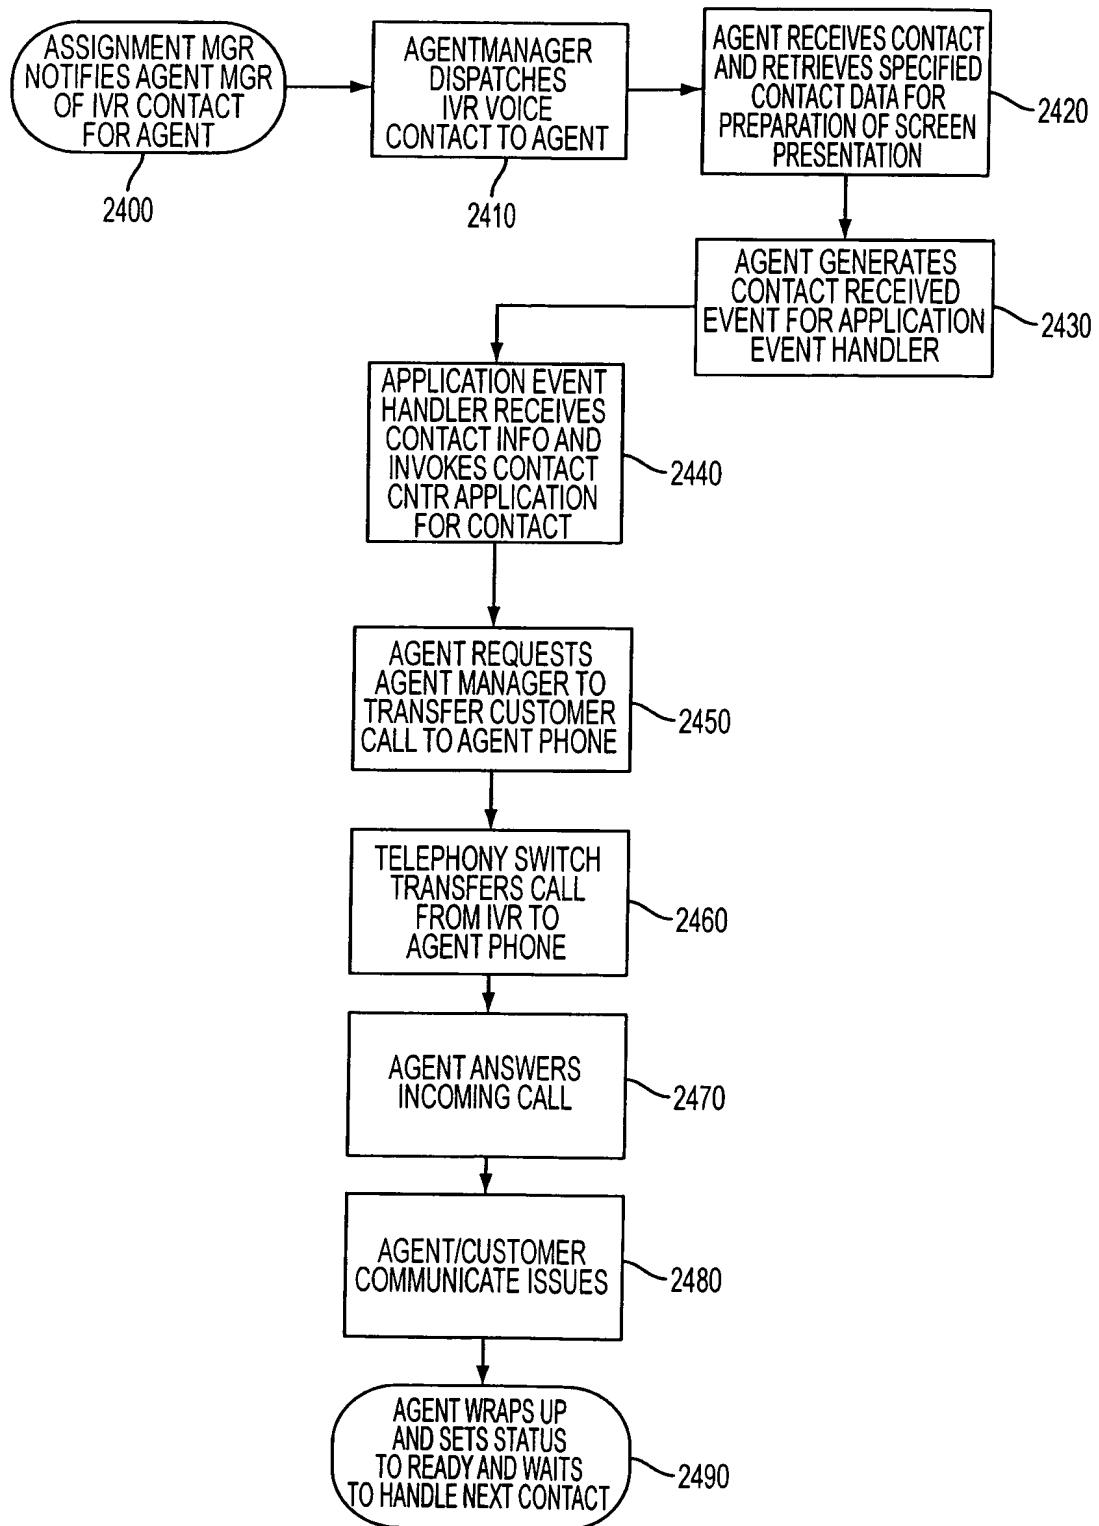 ASSIGNMENT MGR
NOTIFIES AGENT MGR
OF IVR CONTACT
FOR AGENT
2400
AGENTMANAGER
DISPATCHES
IVR VOICE
CONTACT TO AGENT
2410
AGENT RECEIVES CONTACT
AND RETRIEVES SPECIFIED
CONTACT DATA FOR
PREPARATION OF SCREEN
PRESENTATION
2420
AGENT GENERATES
CONTACT RECEIVED
EVENT FOR APPLICATION
EVENT HANDLER
2430
APPLICATION EVENT
HANDLER RECEIVES
CONTACT INFO AND
INVOKES CONTACT
CNTR APPLICATION
FOR CONTACT
2440
AGENT REQUESTS
AGENT MANAGER TO
TRANSFER CUSTOMER
CALL TO AGENT PHONE
2450
TELEPHONY SWITCH
TRANSFERS CALL
FROM IVR TO
AGENT PHONE
2460
AGENT ANSWERS
INCOMING CALL
2470
AGENT/CUSTOMER
COMMUNICATE ISSUES
2480
AGENT WRAPS UP
AND SETS STATUS
TO READY AND WAITS
TO HANDLE NEXT CONTACT
2490